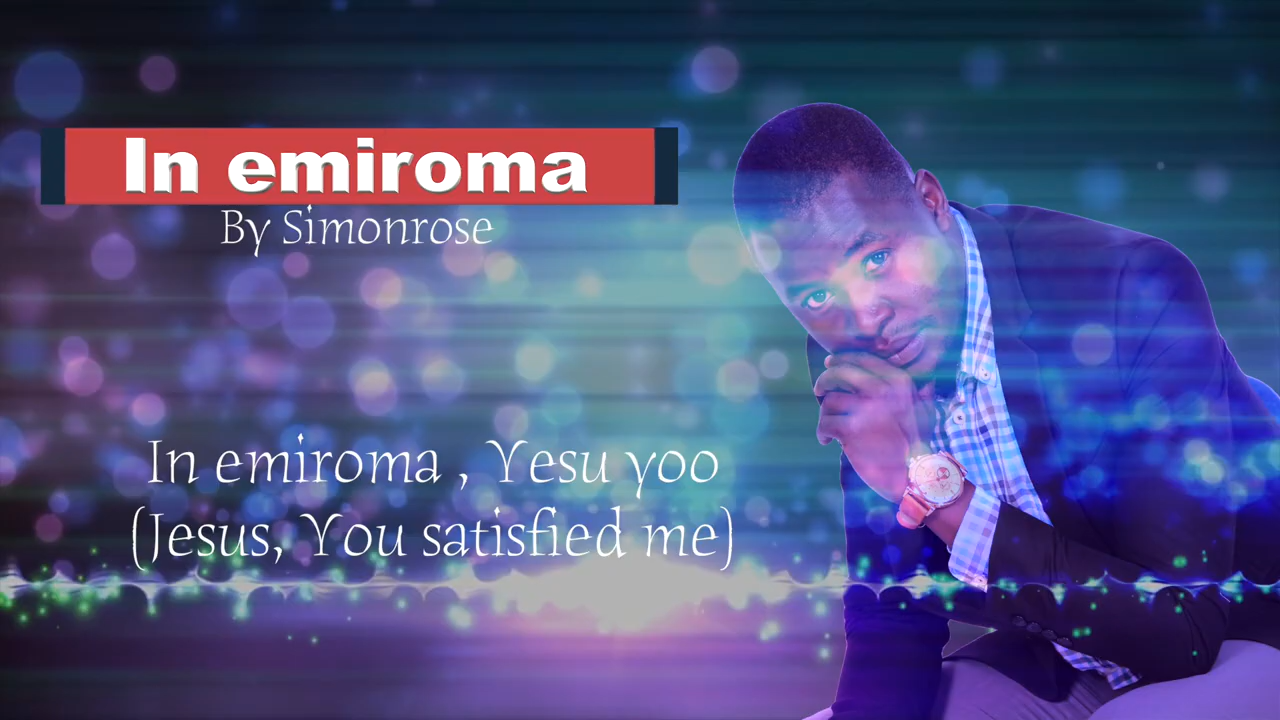 In emiroma
By Simonrose
In emiroma , Yesu yoo
(Jesus, You satisfied me)